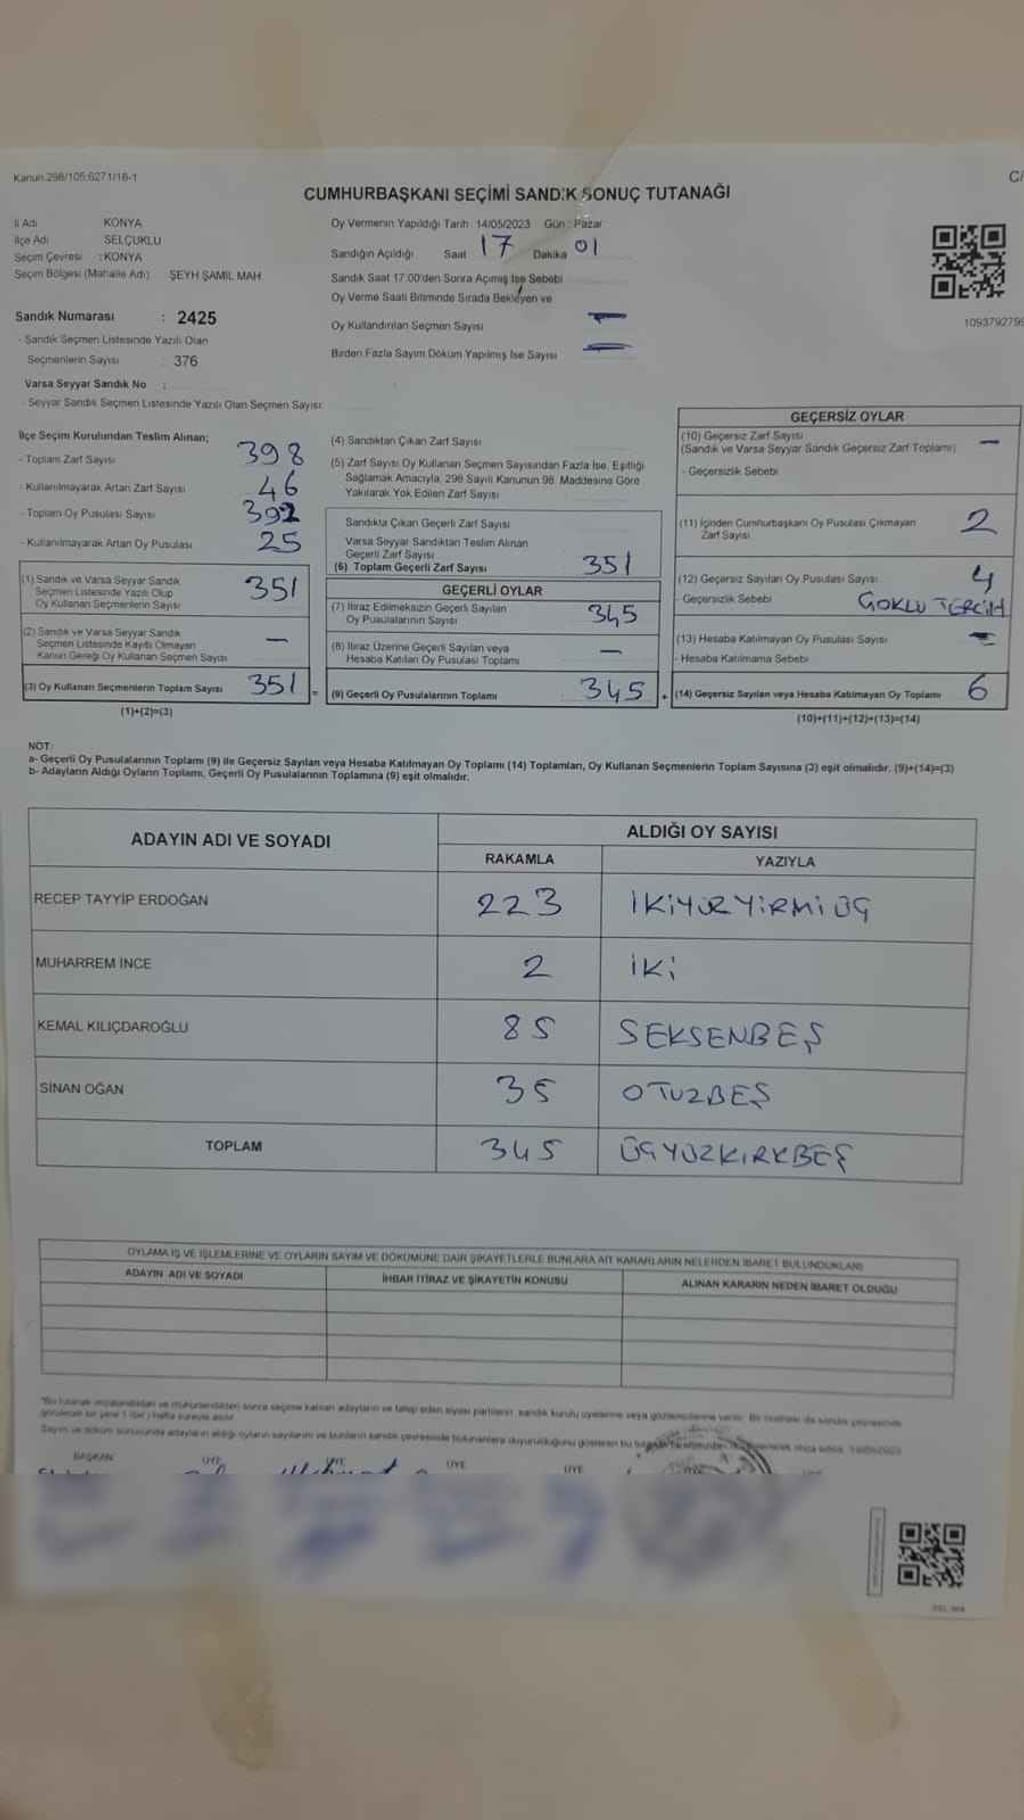 Kanun.298/105;6271/16-1
C/
CUMHURBAŞKANI SEÇİMİ SANDIK SONUÇ TUTANAĞI
İl Adı KONYA
İlçe Adı SELÇUKLU
Seçim Çevresi : KONYA
Seçim Bölgesi (Mahalle Adı) ŞEYH ŞAMİL MAH.
Sandık Numarası : 2425
- Sandık Seçmen Listesinde Yazılı Olan
Seçmenlerin Sayısı : 376
Varsa Seyyar Sandık No :
- Seyyar Sandık Seçmen Listesinde Yazılı Olan Seçmen Sayısı:
Oy Vermenin Yapıldığı Tarih : 14/05/2023 Gün : Pazar
Sandığın Açıldığı Saat 17 Dakika 01
Sandık Saat 17:00'den Sonra Açılmış İse Sebebi
Oy Verme Saati Bitiminde Sırada Bekleyen ve
Oy Kullandırılan Seçmen Sayısı –
Birden Fazla Sayım Döküm Yapılmış İse Sayısı
1093792795
İlçe Seçim Kurulundan Teslim Alınan;
- Toplam Zarf Sayısı 398
- Kullanılmayarak Artan Zarf Sayısı 46
- Toplam Oy Pusulası Sayısı 392
- Kullanılmayarak Artan Oy Pusulası 25
(1) Sandık ve Varsa Seyyar Sandık
Seçmen Listesinde Yazılı Olup
Oy Kullanan Seçmenlerin Sayısı 351
(2) Sandık ve Varsa Seyyar Sandık
Seçmen Listesinde Kayıtlı Olmayan
Kanun Gereği Oy Kullanan Seçmen Sayısı –
(3) Oy Kullanan Seçmenlerin Toplam Sayısı 351 =
(1)+(2)=(3)
(4) Sandıktan Çıkan Zarf Sayısı
(5) Zarf Sayısı Oy Kullanan Seçmen Sayısından Fazla İse, Eşitliği
Sağlamak Amacıyla, 298 Sayılı Kanunun 98. Maddesine Göre
Yakılarak Yok Edilen Zarf Sayısı
Sandıkta Çıkan Geçerli Zarf Sayısı
Varsa Seyyar Sandıktan Teslim Alınan
Geçerli Zarf Sayısı
(6) Toplam Geçerli Zarf Sayısı 351
GEÇERLİ OYLAR
(7) İtiraz Edilmeksizin Geçerli Sayılan
Oy Pusulalarının Sayısı 345
(8) İtiraz Üzerine Geçerli Sayılan veya
Hesaba Katılan Oy Pusulası Toplamı –
(9) Geçerli Oy Pusulalarının Toplamı 345 +
GEÇERSİZ OYLAR
(10) Geçersiz Zarf Sayısı
(Sandık ve Varsa Seyyar Sandık Geçersiz Zarf Toplamı) –
- Geçersizlik Sebebi
(11) İçinden Cumhurbaşkanı Oy Pusulası Çıkmayan
Zarf Sayısı 2
(12) Geçersiz Sayılan Oy Pusulası Sayısı 4
- Geçersizlik Sebebi ÇOKLU TERCİH
(13) Hesaba Katılmayan Oy Pusulası Sayısı
- Hesaba Katılmama Sebebi
(14) Geçersiz Sayılan veya Hesaba Katılmayan Oy Toplamı 6
(10)+(11)+(12)+(13)=(14)
NOT:
a- Geçerli Oy Pusulalarının Toplamı (9) ile Geçersiz Sayılan veya Hesaba Katılmayan Oy Toplamı (14) Toplamları, Oy Kullanan Seçmenlerin Toplam Sayısına (3) eşit olmalıdır. (9)+(14)=(3)
b- Adayların Aldığı Oyların Toplamı, Geçerli Oy Pusulalarının Toplamına (9) eşit olmalıdır.
ADAYIN ADI VE SOYADI ALDIĞI OY SAYISI
RAKAMLA YAZIYLA
RECEP TAYYİP ERDOĞAN 223 İKİYÜZYİRMİÜÇ
MUHARREM İNCE 2 İKİ
KEMAL KILIÇDAROĞLU 85 SEKSENBEŞ
SİNAN OĞAN 35 OTUZBEŞ
TOPLAM 345 ÜÇYÜZKIRKBEŞ
OYLAMA İŞ VE İŞLEMLERİNE VE OYLARIN SAYIM VE DÖKÜMÜNE DAİR ŞİKAYETLERLE BUNLARA AİT KARARLARIN NELERDEN İBARET BULUNDUKLARI
ADAYIN ADI VE SOYADI İHBAR İTİRAZ VE ŞİKAYETİN KONUSU ALINAN KARARIN NEDEN İBARET OLDUĞU
BAŞKAN ÜYE ÜYE ÜYE ÜYE